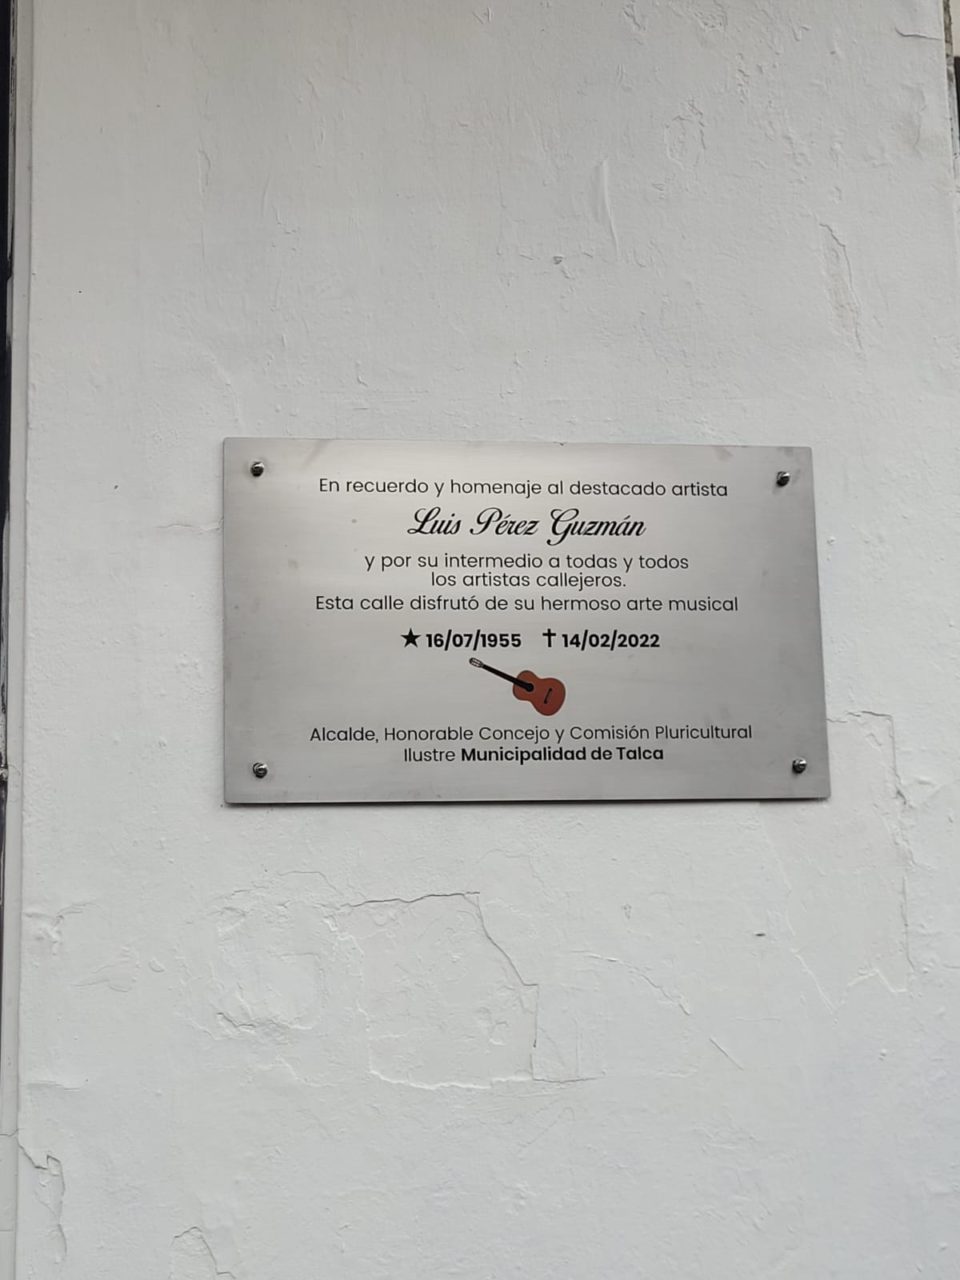 En recuerdo y homenaje al destacado artista
Luis Pérez Guzmán
y por su intermedio a todas y todos
los artistas callejeros.
Esta calle disfrutó de su hermoso arte musical
★ 16/07/1955 ✝ 14/02/2022
Alcalde, Honorable Concejo y Comisión Pluricultural
Ilustre Municipalidad de Talca